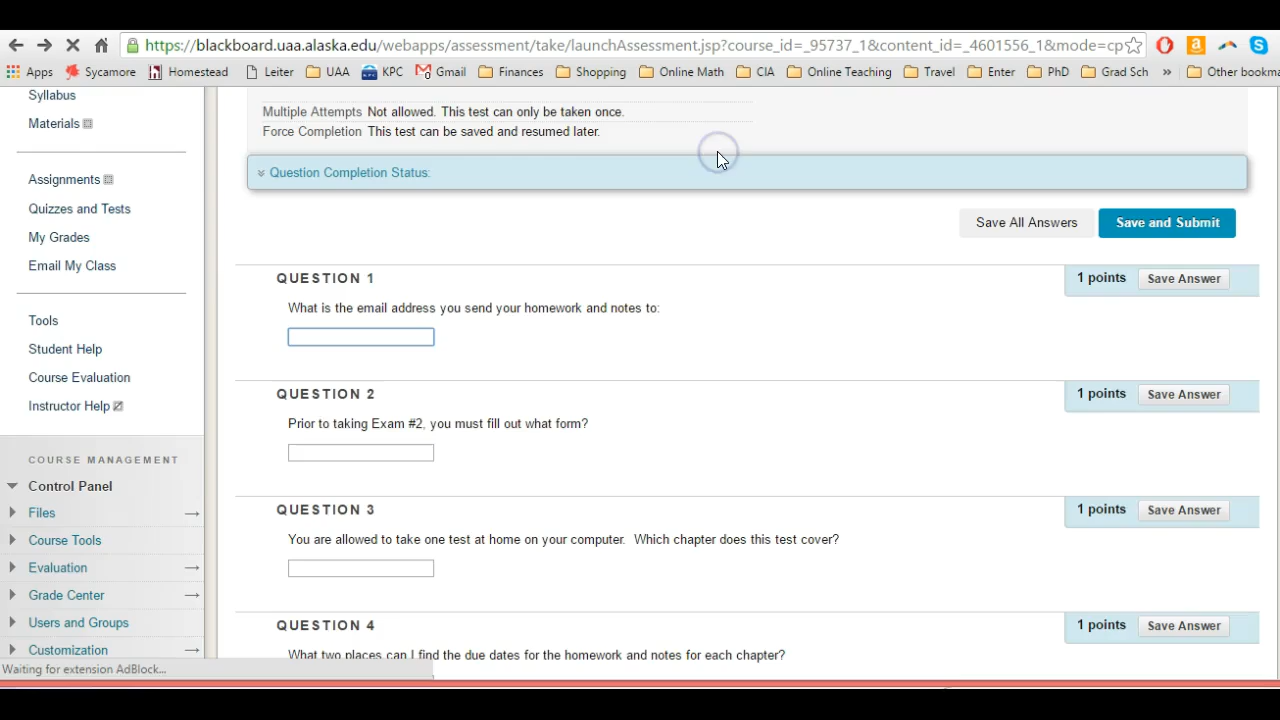 https://blackboard.uaa.alaska.edu/webapps/assessment/take/launchAssessment.jsp?course_id=_95737_1&content_id=_4601556_1&mode=cp
Apps Sycamore Homestead Leiter UAA KPC Gmail Finances Shopping Online Math CIA Online Teaching Travel Enter PhD Grad Sch » Other bookma
Syllabus
Materials
Assignments
Quizzes and Tests
My Grades
Email My Class
Tools
Student Help
Course Evaluation
Instructor Help
COURSE MANAGEMENT
Control Panel
Files
Course Tools
Evaluation
Grade Center
Users and Groups
Customization
Waiting for extension AdBlock...
Multiple Attempts Not allowed. This test can only be taken once.
Force Completion This test can be saved and resumed later.
Question Completion Status:
Save All Answers Save and Submit
QUESTION 1
1 points Save Answer
What is the email address you send your homework and notes to:
QUESTION 2
1 points Save Answer
Prior to taking Exam #2, you must fill out what form?
QUESTION 3
1 points Save Answer
You are allowed to take one test at home on your computer. Which chapter does this test cover?
QUESTION 4
1 points Save Answer
What two places can I find the due dates for the homework and notes for each chapter?